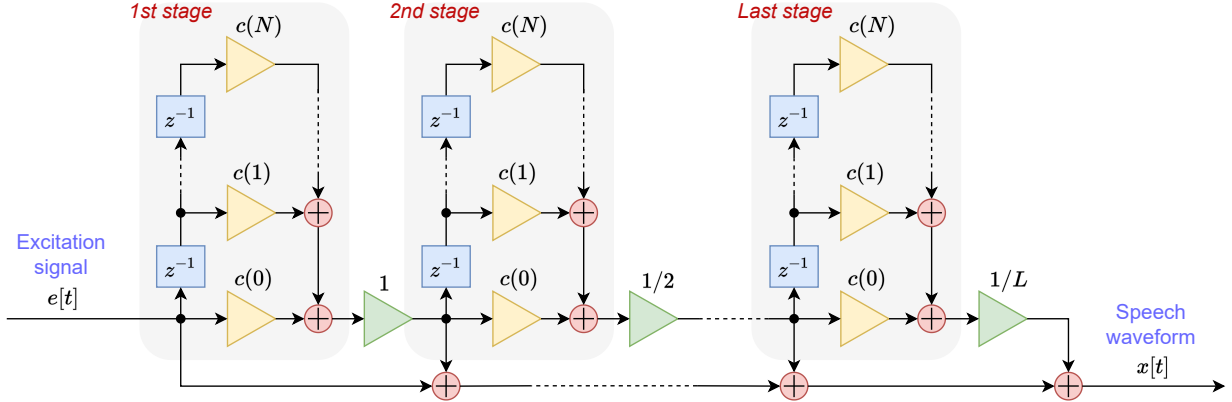 1st stage
2nd stage
Last stage
c(N)
c(N)
c(N)
z⁻¹
z⁻¹
z⁻¹
c(1)
c(1)
c(1)
Excitation
signal
e[t]
z⁻¹
z⁻¹
z⁻¹
c(0)
1
c(0)
1/2
c(0)
1/L
Speech
waveform
x[t]